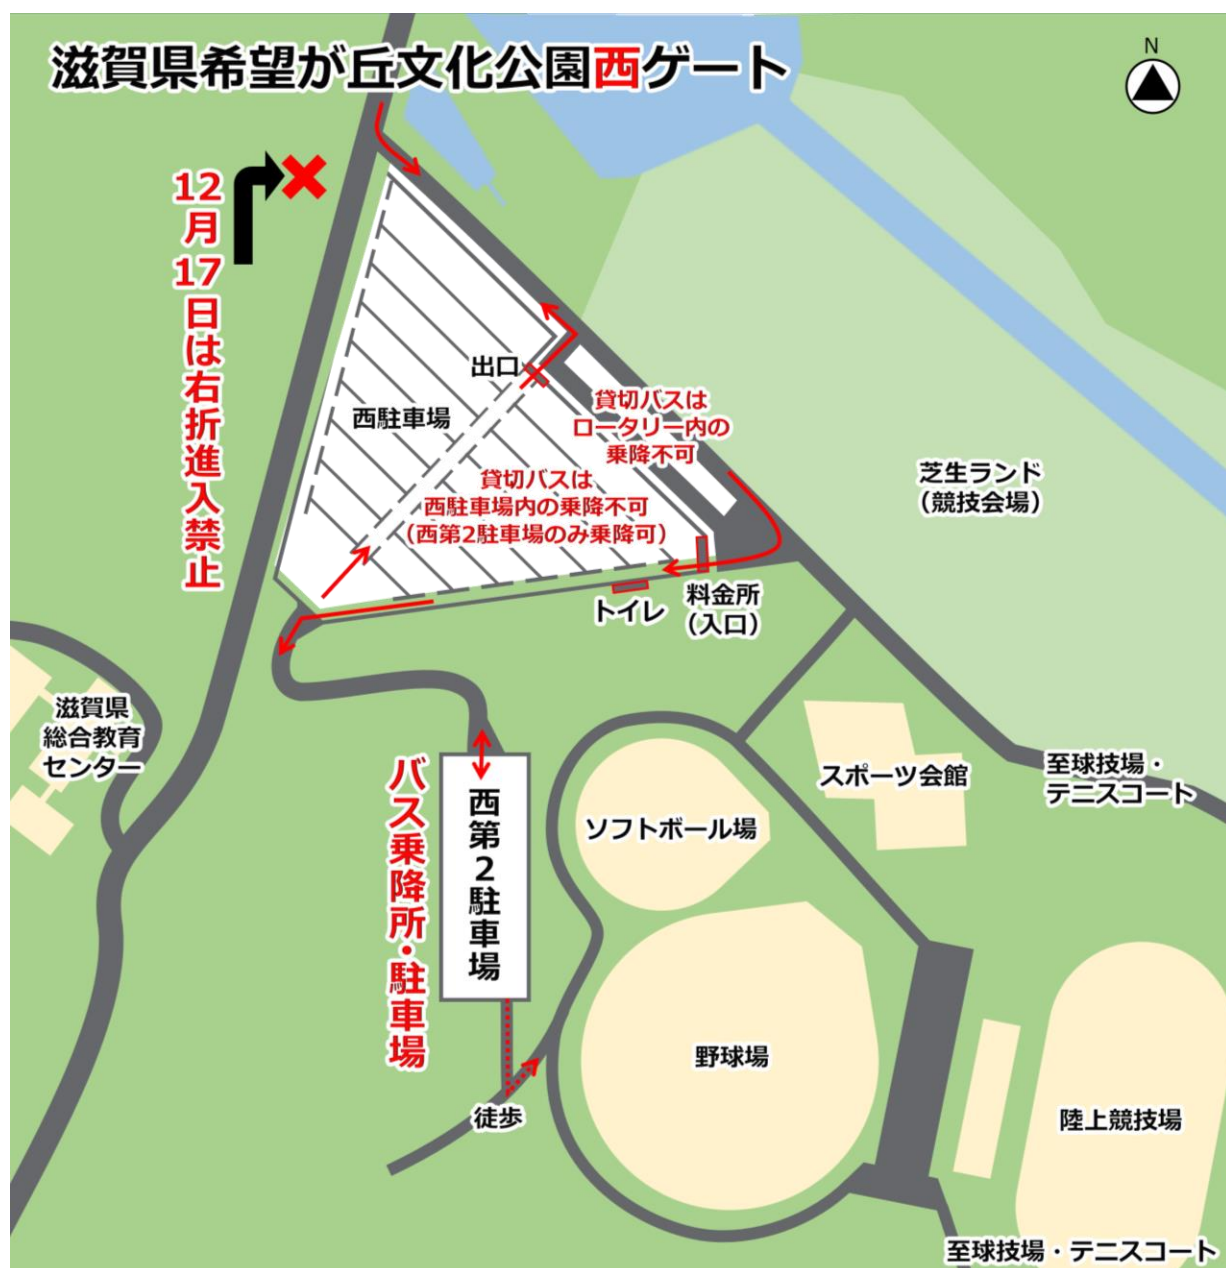 滋賀県希望が丘文化公園西ゲート
N
12月17日は右折進入禁止
出口
西駐車場
貸切バスは
ロータリー内の
乗降不可
貸切バスは
西駐車場内の乗降不可
（西第2駐車場のみ乗降可）
芝生ランド
（競技会場）
トイレ
料金所
（入口）
滋賀県
総合教育
センター
バス乗降所・駐車場
西第2駐車場
ソフトボール場
スポーツ会館
至球技場・
テニスコート
野球場
徒歩
陸上競技場
至球技場・テニスコート